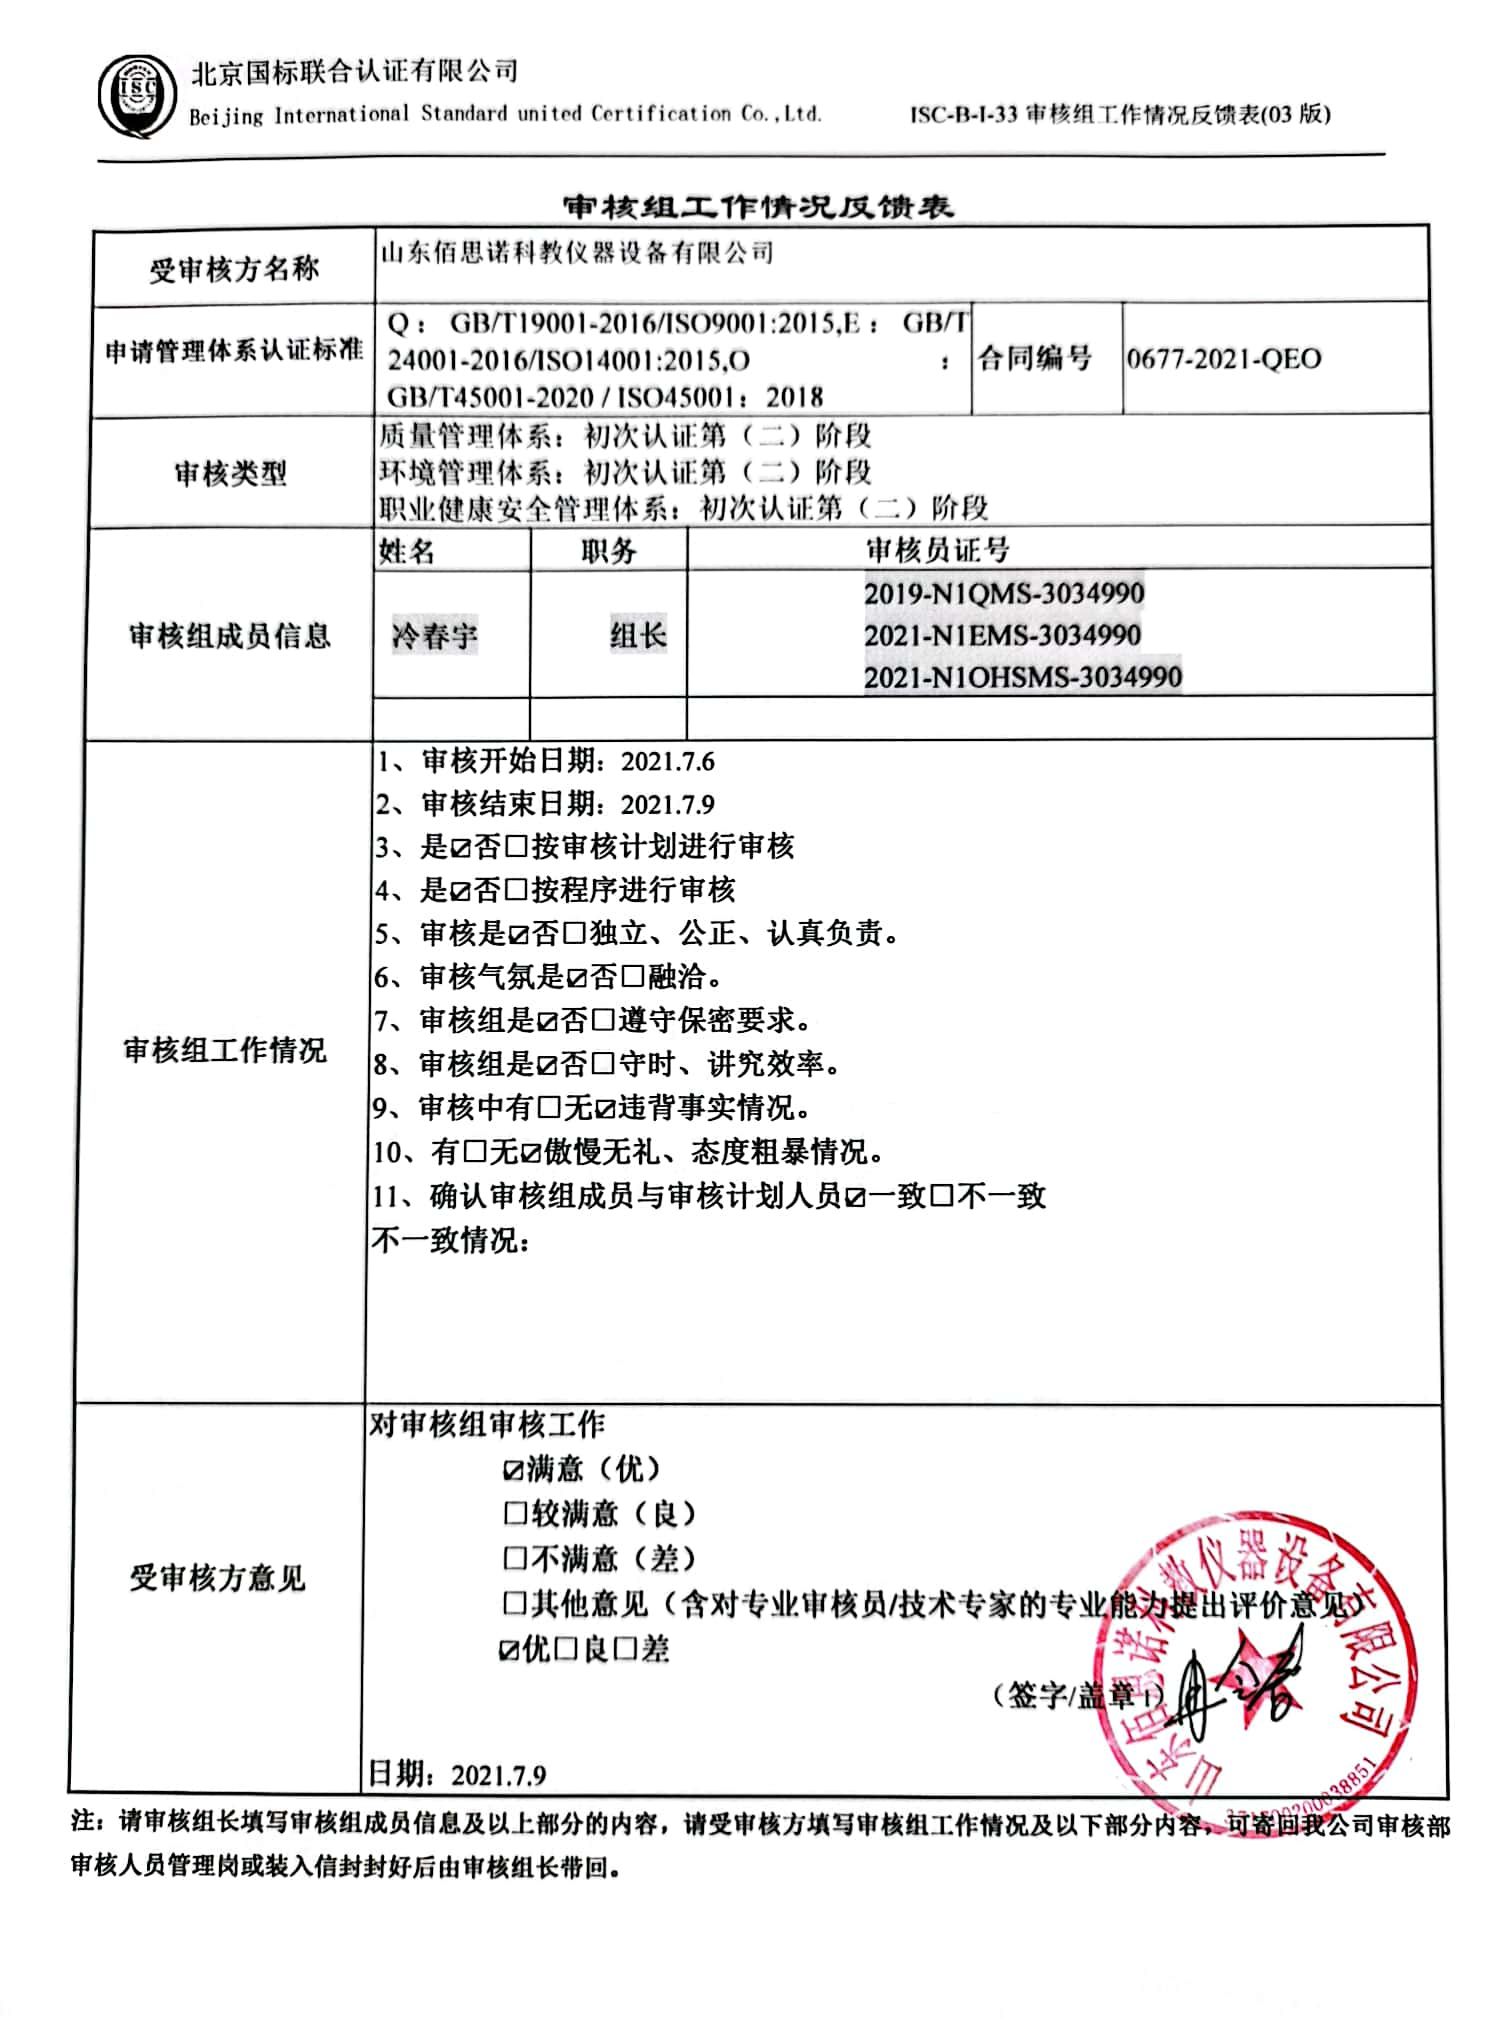 ISC
北京国标联合认证有限公司
Beijing International Standard united Certification Co.,Ltd.
ISC-B-I-33 审核组工作情况反馈表(03 版)
审核组工作情况反馈表
受审核方名称
山东佰思诺科教仪器设备有限公司
申请管理体系认证标准
Q： GB/T19001-2016/ISO9001:2015,E： GB/T
24001-2016/ISO14001:2015,O ：
GB/T45001-2020 / ISO45001：2018
合同编号
0677-2021-QEO
审核类型
质量管理体系：初次认证第（二）阶段
环境管理体系：初次认证第（二）阶段
职业健康安全管理体系：初次认证第（二）阶段
审核组成员信息
姓名 职务 审核员证号
冷春宇 组长
2019-N1QMS-3034990
2021-N1EMS-3034990
2021-N1OHSMS-3034990
审核组工作情况
1、审核开始日期：2021.7.6
2、审核结束日期：2021.7.9
3、是☑否☐按审核计划进行审核
4、是☑否☐按程序进行审核
5、审核是☑否☐独立、公正、认真负责。
6、审核气氛是☑否☐融洽。
7、审核组是☑否☐遵守保密要求。
8、审核组是☑否☐守时、讲究效率。
9、审核中有☐无☑违背事实情况。
10、有☐无☑傲慢无礼、态度粗暴情况。
11、确认审核组成员与审核计划人员☑一致☐不一致
不一致情况：
受审核方意见
对审核组审核工作
☑满意（优）
☐较满意（良）
☐不满意（差）
☐其他意见（含对专业审核员/技术专家的专业能力提出评价意见）
☑优☐良☐差
（签字/盖章）
山东佰思诺科教仪器设备有限公司
日期：2021.7.9
注：请审核组长填写审核组成员信息及以上部分的内容，请受审核方填写审核组工作情况及以下部分内容，可寄回我公司审核部
审核人员管理岗或装入信封封好后由审核组长带回。